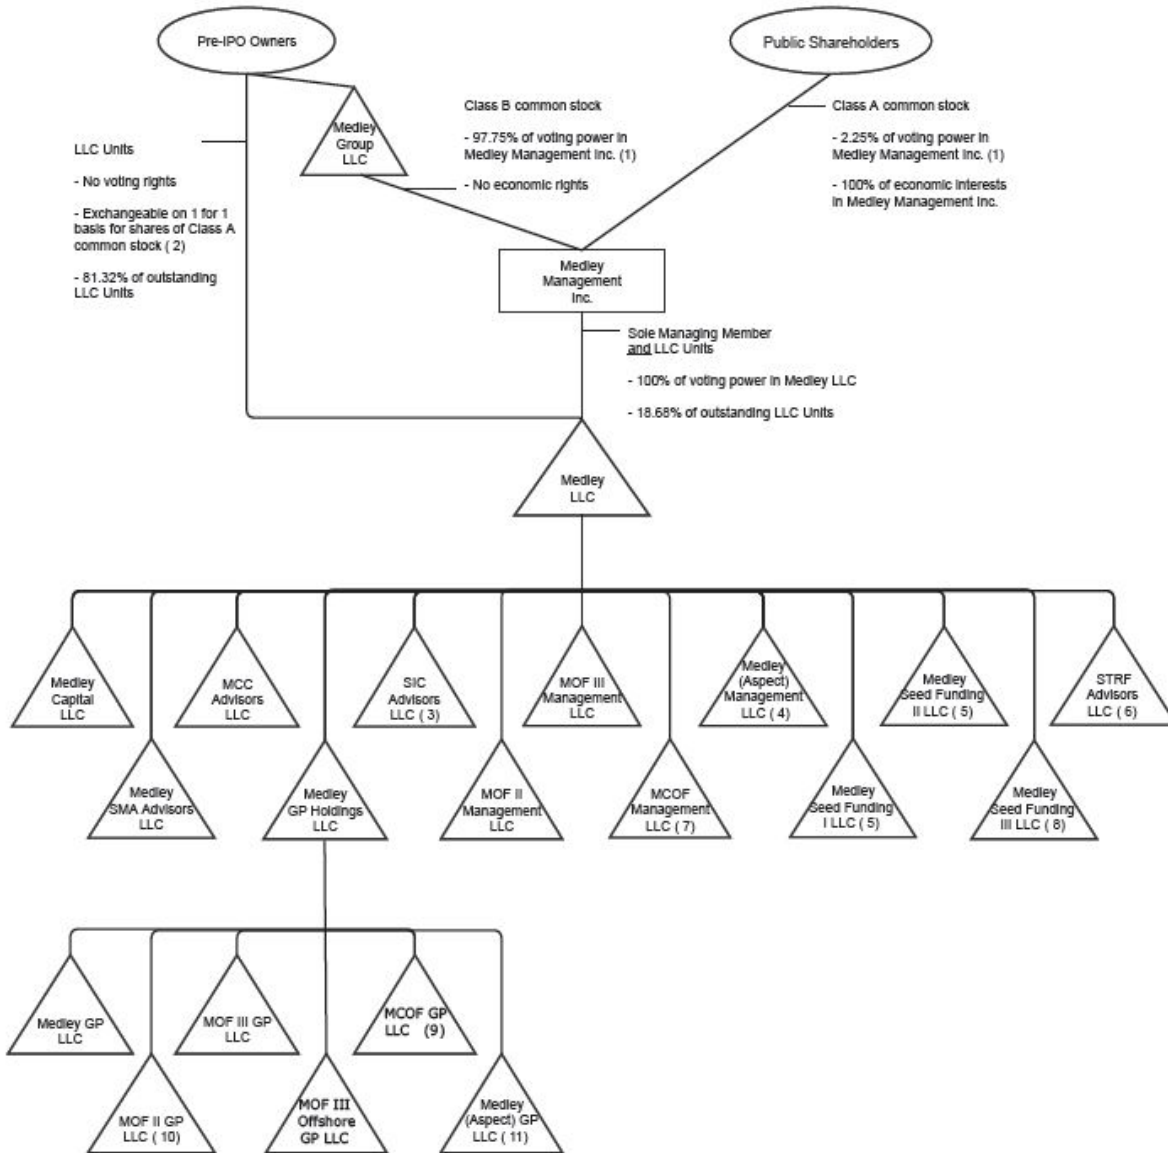 Pre-IPO Owners
Public Shareholders
Medley
Group
LLC
Class B common stock
- 97.75% of voting power in
Medley Management Inc. (1)
- No economic rights
Class A common stock
- 2.25% of voting power in
Medley Management Inc. (1)
- 100% of economic interests
in Medley Management Inc.
LLC Units
- No voting rights
- Exchangeable on 1 for 1
basis for shares of Class A
common stock ( 2)
- 81.32% of outstanding
LLC Units
Medley
Management
Inc.
Sole Managing Member
and LLC Units
- 100% of voting power in Medley LLC
- 18.68% of outstanding LLC Units
Medley
LLC
Medley
Capital
LLC
MCC
Advisors
LLC
SIC
Advisors
LLC ( 3)
MOF III
Management
LLC
Medley
(Aspect)
Management
LLC ( 4)
Medley
Seed Funding
II LLC ( 5)
STRF
Advisors
LLC ( 6)
Medley
SMA Advisors
LLC
Medley
GP Holdings
LLC
MOF II
Management
LLC
MCOF
Management
LLC ( 7)
Medley
Seed Funding
I LLC ( 5)
Medley
Seed Funding
III LLC ( 8)
Medley GP
LLC
MOF III GP
LLC
MCOF GP
LLC (9)
MOF II GP
LLC ( 10)
MOF III
Offshore
GP LLC
Medley
(Aspect) GP
LLC ( 11)